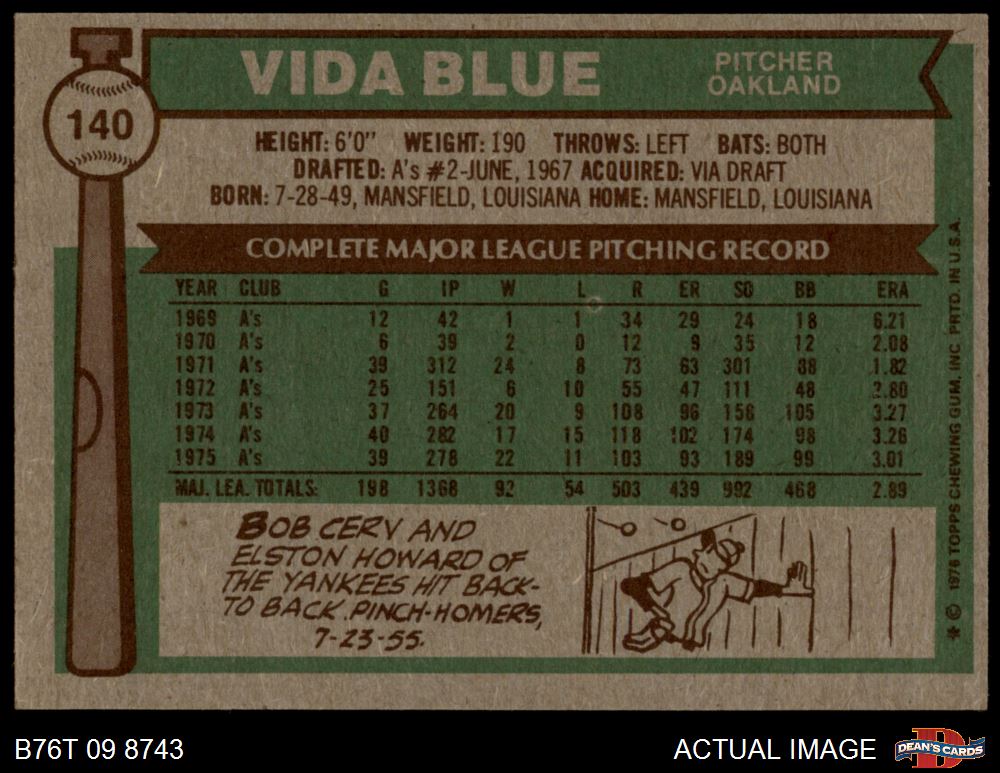 140
VIDA BLUE
PITCHER
OAKLAND
HEIGHT: 6'0" WEIGHT: 190 THROWS: LEFT BATS: BOTH
DRAFTED: A's #2-JUNE, 1967 ACQUIRED: VIA DRAFT
BORN: 7-28-49, MANSFIELD, LOUISIANA HOME: MANSFIELD, LOUISIANA
COMPLETE MAJOR LEAGUE PITCHING RECORD
YEAR CLUB G IP W L R ER SO BB ERA
1969 A's 12 42 1 1 34 29 24 18 6.21
1970 A's 6 39 2 0 12 9 35 12 2.08
1971 A's 39 312 24 8 73 63 301 88 1.82
1972 A's 25 151 6 10 55 47 111 48 2.80
1973 A's 37 264 20 9 108 96 158 105 3.27
1974 A's 40 282 17 15 118 102 174 98 3.26
1975 A's 39 278 22 11 103 93 189 99 3.01
MAJ. LEA. TOTALS: 198 1368 92 54 503 439 992 468 2.89
BOB CERV AND
ELSTON HOWARD OF
THE YANKEES HIT BACK-
TO BACK PINCH-HOMERS,
7-23-55.
* © 1976 TOPPS CHEWING GUM, INC PRTD. IN U.S.A.
B76T 09 8743
ACTUAL IMAGE
D
DEAN'S CARDS